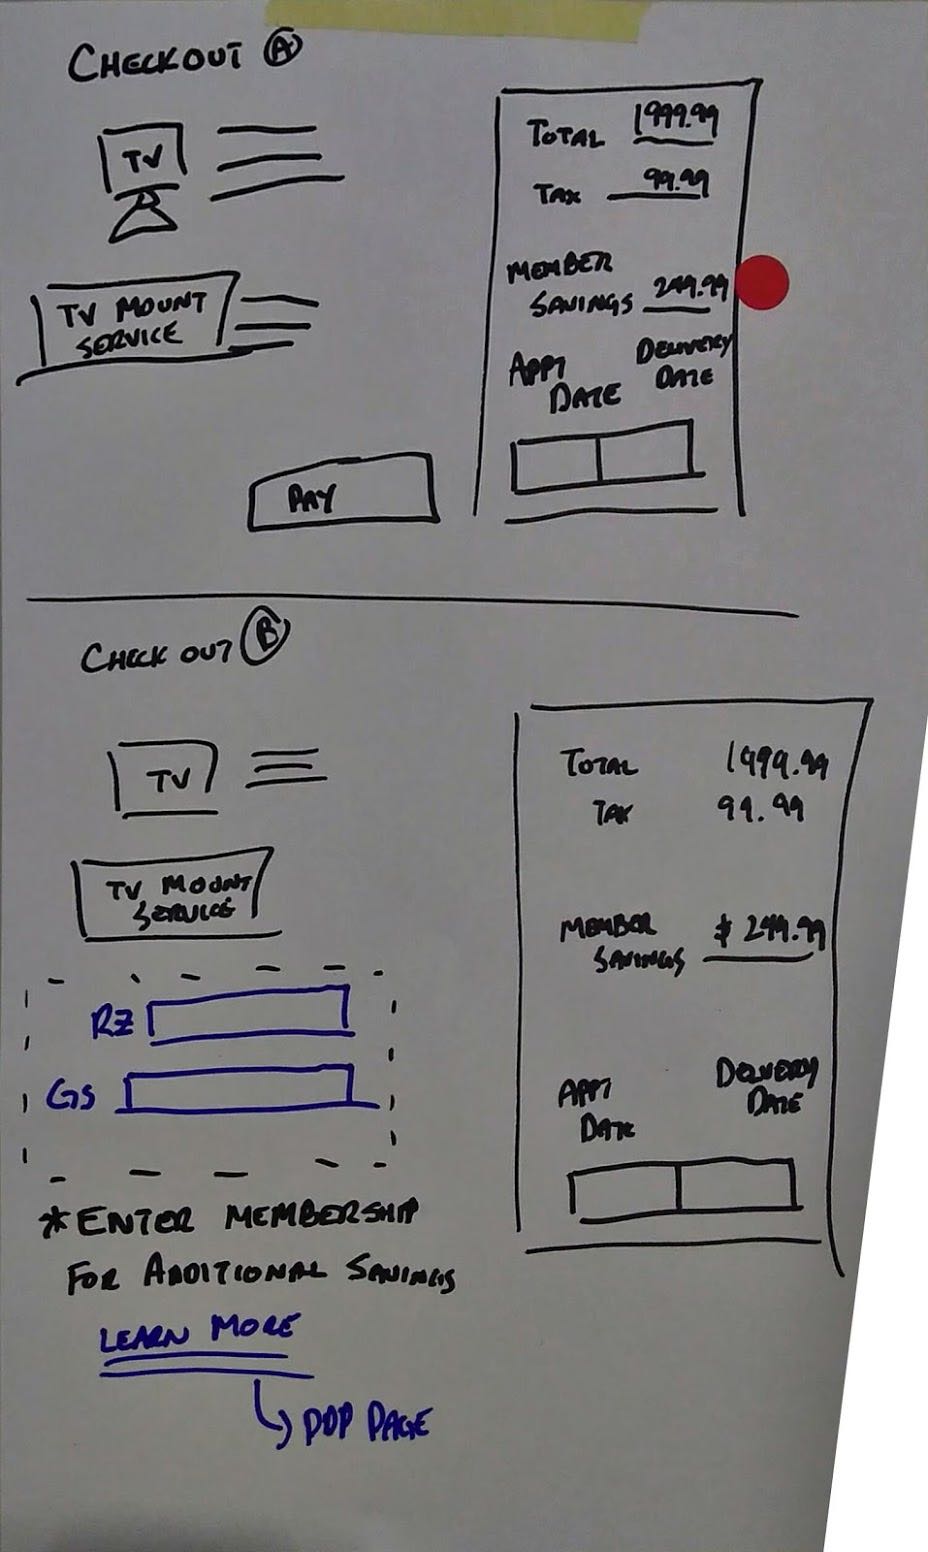 CHECKOUT A
TV
TV MOUNT
SERVICE
PAY
TOTAL 1999.99
TAX 99.99
MEMBER
SAVINGS 299.99
APPT
DATE
DELIVERY
DATE
CHECK OUT B
TV
TV MOUNT
SERVICE
RZ
GS
*ENTER MEMBERSHIP
FOR ADDITIONAL SAVINGS
LEARN MORE
PDP PAGE
TOTAL 1999.99
TAX 99.99
MEMBER
SAVINGS $299.99
APPT
DATE
DELIVERY
DATE